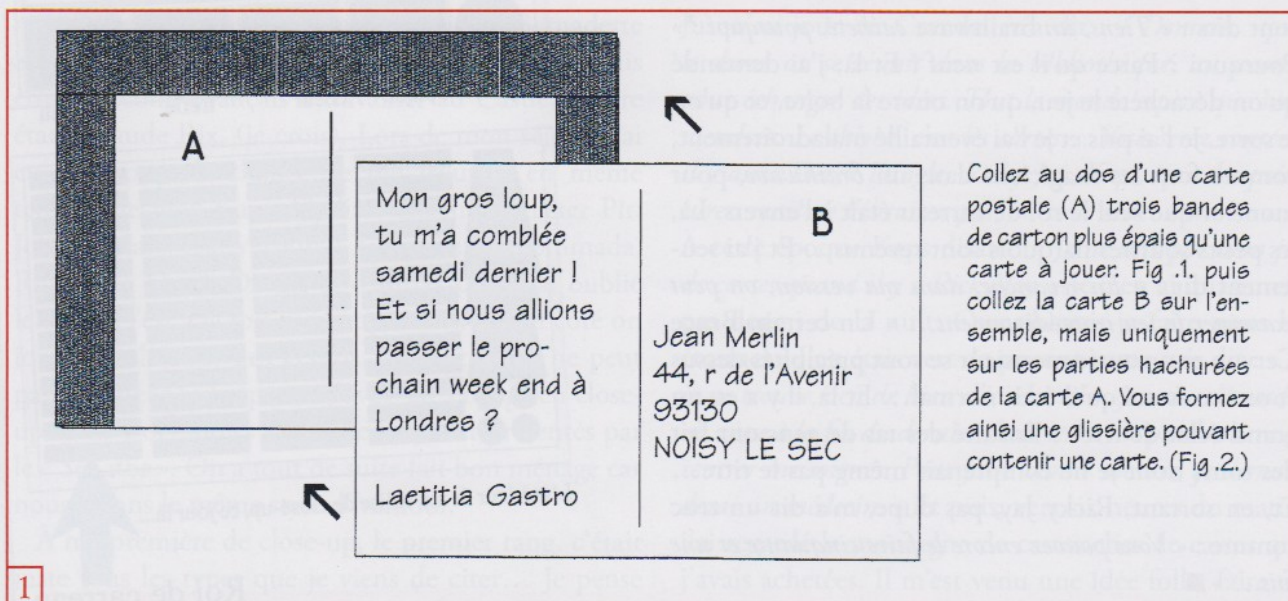 A
Mon gros loup,
tu m'a comblée
samedi dernier !
Et si nous allions
passer le pro-
chain week end à
Londres ?
Laetitia Gastro
B
Jean Merlin
44, r de l'Avenir
93130
NOISY LE SEC
Collez au dos d'une carte
postale (A) trois bandes
de carton plus épais qu'une
carte à jouer. Fig .1. puis
collez la carte B sur l'en-
semble, mais uniquement
sur les parties hachurées
de la carte A. Vous formez
ainsi une glissière pouvant
contenir une carte. (Fig .2.)
1